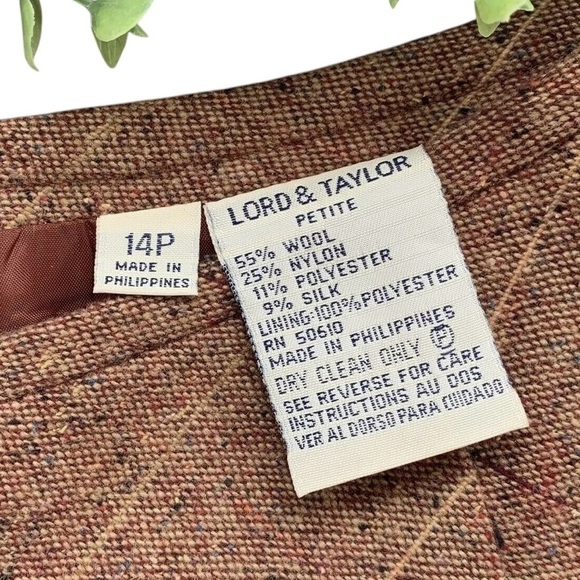 14P
MADE IN
PHILIPPINES
LORD & TAYLOR
PETITE
55% WOOL
25% NYLON
11% POLYESTER
9% SILK
LINING-100%POLYESTER
RN 50610
MADE IN PHILIPPINES
DRY CLEAN ONLY Ⓟ
SEE REVERSE FOR CARE
INSTRUCTIONS AU DOS
VER AL DORSO PARA CUIDADO